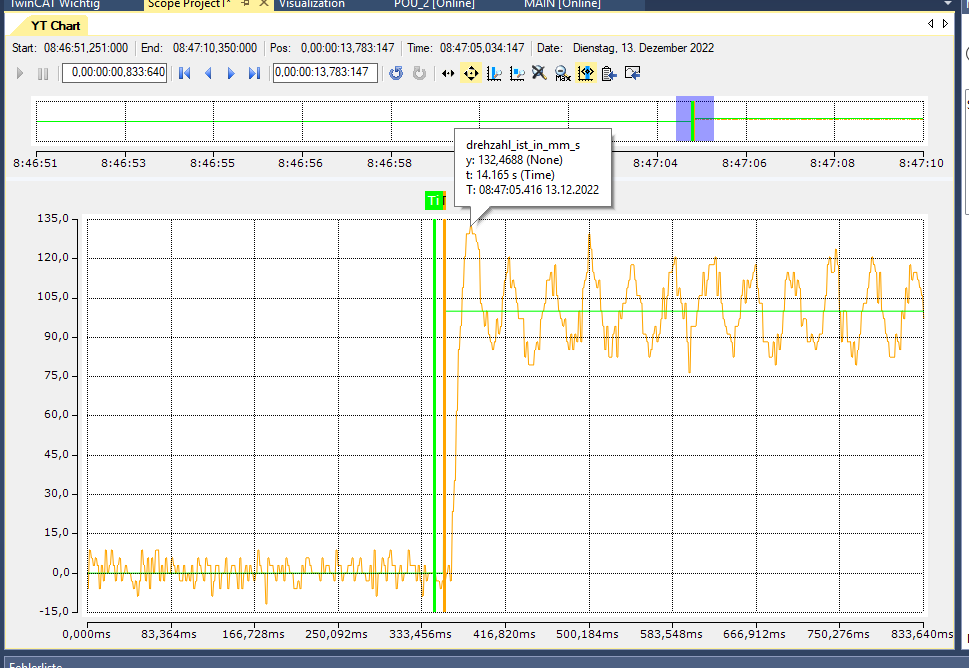 TwinCAT Wichtig Scope Project1* Visualization POU_2 [Online] MAIN [Online]
YT Chart
Start: 08:46:51,251:000 End: 08:47:10,350:000 Pos: 0,00:00:13,783:147 Time: 08:47:05,034:147 Date: Dienstag, 13. Dezember 2022
0,00:00:00,833:640 0,00:00:13,783:147 Max
8:46:51 8:46:53 8:46:55 8:46:56 8:46:58 8:47:04 8:47:06 8:47:08 8:47:10
drehzahl_ist_in_mm_s
y: 132,4688 (None)
t: 14.165 s (Time)
T: 08:47:05.416 13.12.2022
Ti T
135,0
120,0
105,0
90,0
75,0
60,0
45,0
30,0
15,0
0,0
-15,0
0,000ms 83,364ms 166,728ms 250,092ms 333,456ms 416,820ms 500,184ms 583,548ms 666,912ms 750,276ms 833,640ms
Fehlerliste